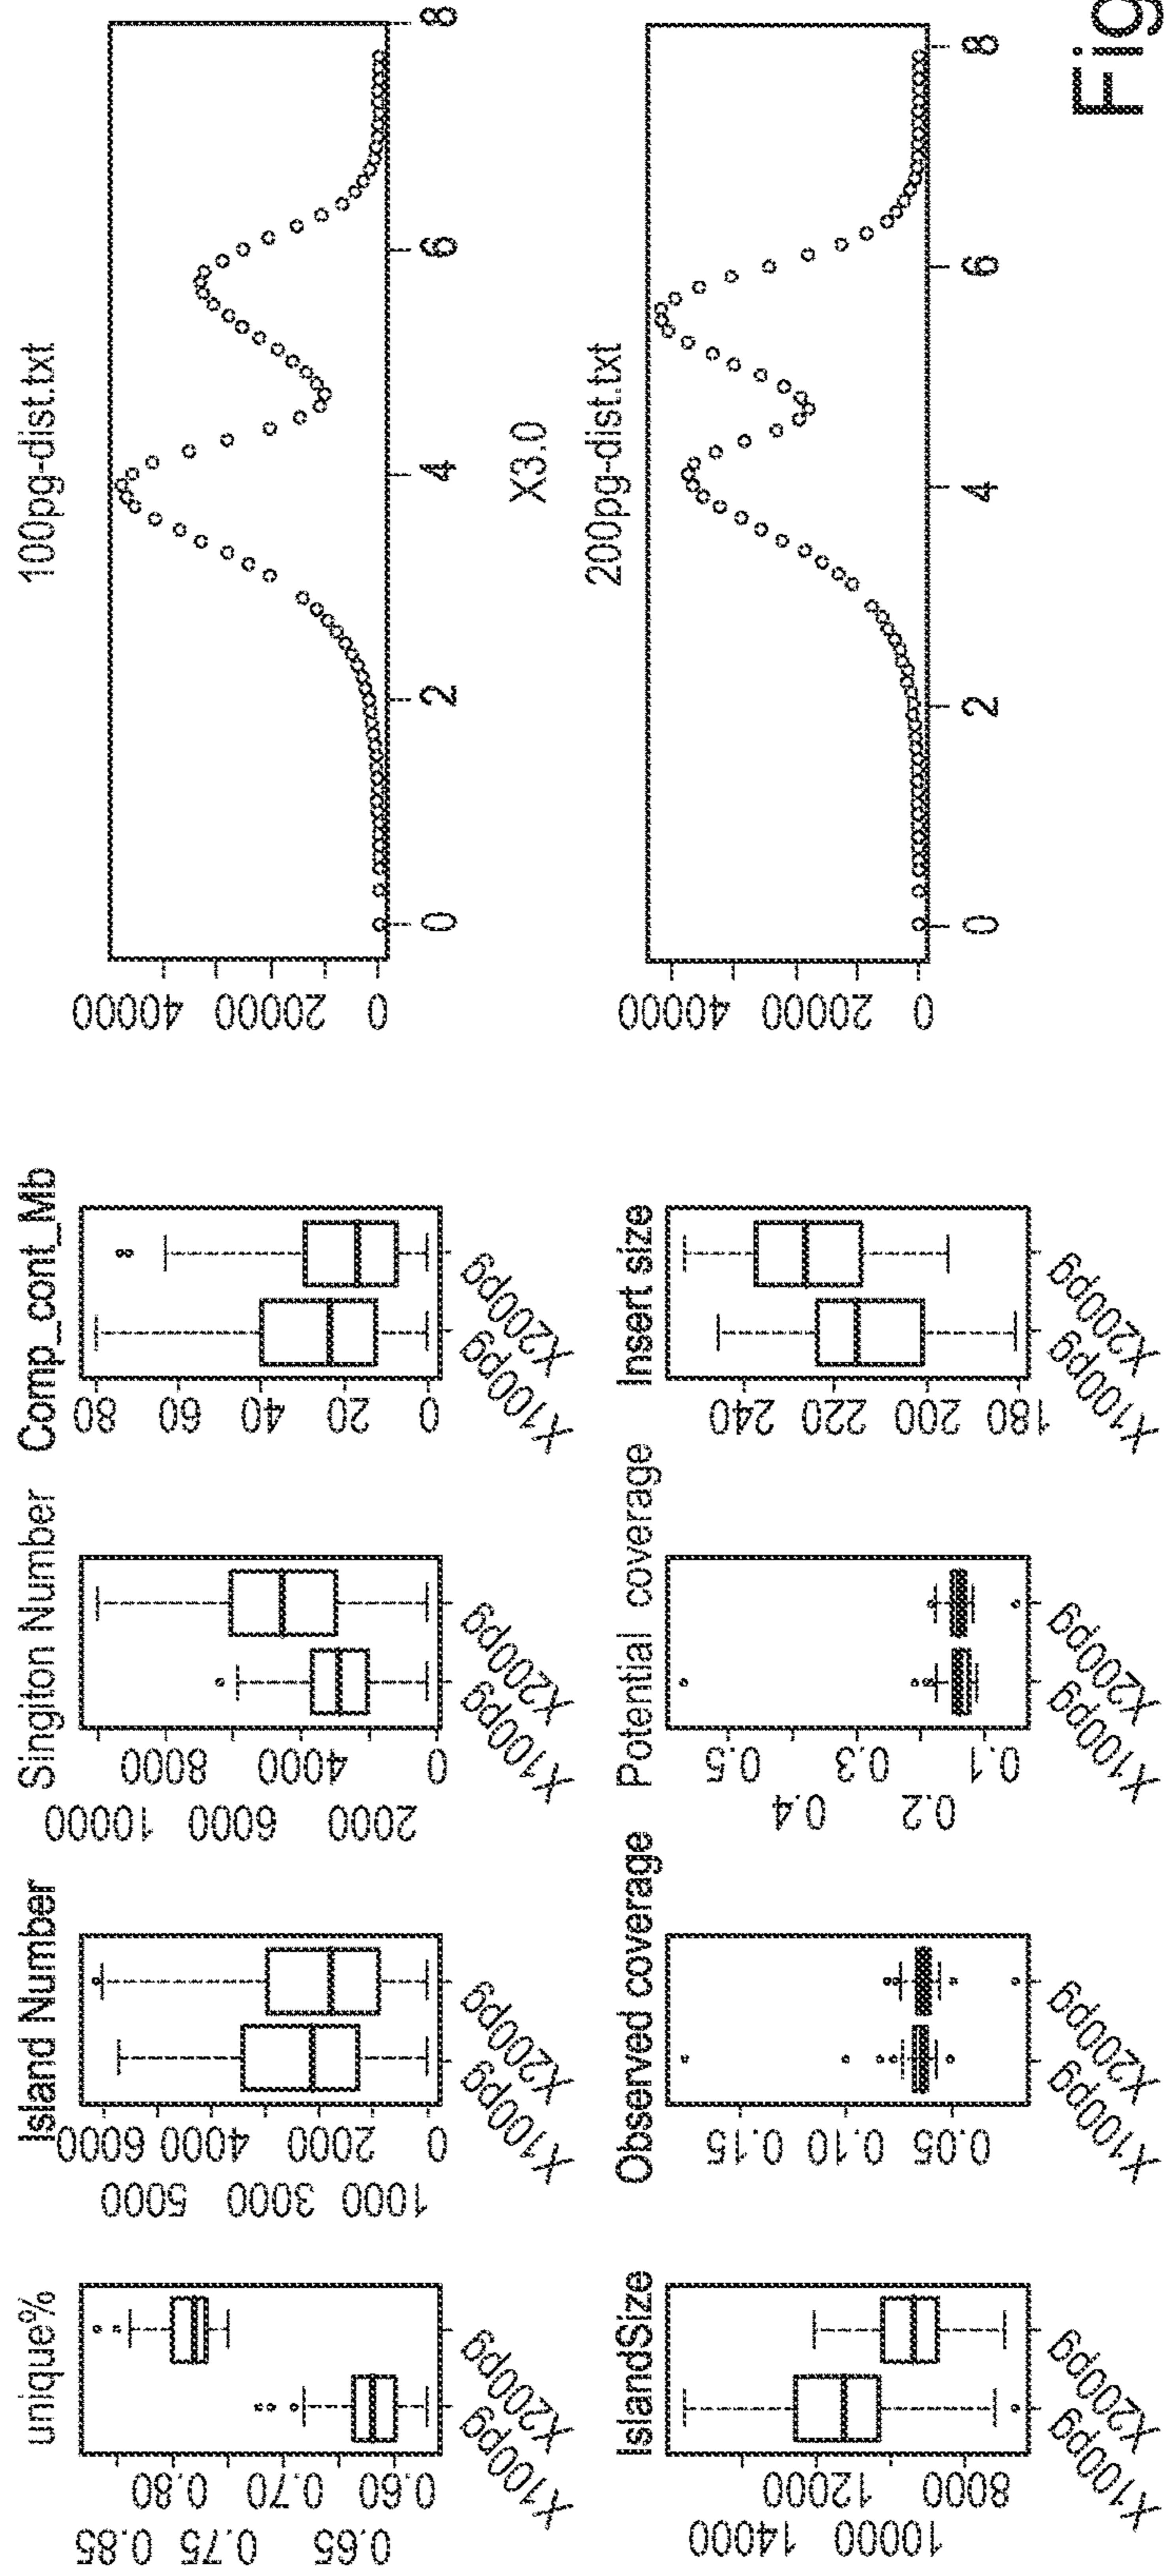 unique%
0.85
0.80
0.75
0.70
0.65
0.60
X100pg
X200pg
Island Number
6000
5000
4000
3000
2000
1000
0
X100pg
X200pg
Singlton Number
10000
8000
6000
4000
2000
0
X100pg
X200pg
Comp_cont_Mb
80
60
40
20
0
X100pg
X200pg
100pg-dist.txt
40000
20000
0
0
2
4
6
8
X3.0
IslandSize
14000
12000
10000
8000
X100pg
X200pg
Observed coverage
0.15
0.10
0.05
X100pg
X200pg
Potential coverage
0.5
0.4
0.3
0.2
0.1
X100pg
X200pg
Insert size
240
220
200
180
X100pg
X200pg
200pg-dist.txt
40000
20000
0
0
2
4
6
8